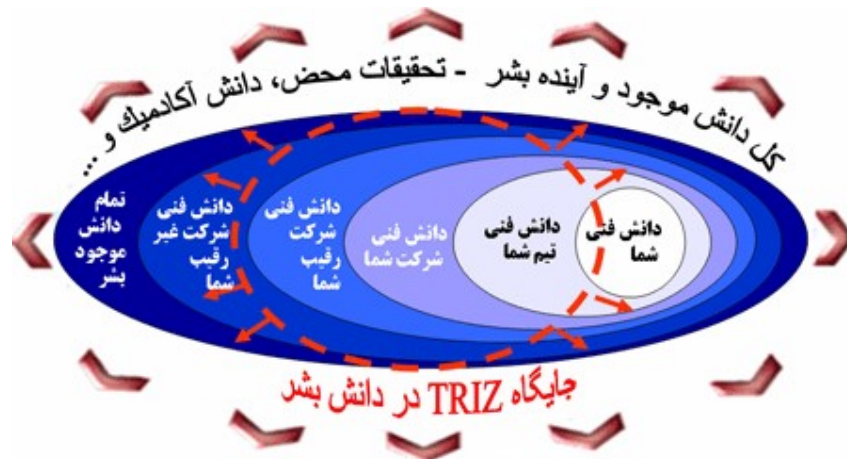 کل دانش موجود و آینده بشر - تحقیقات محض، دانش آکادمیك و ...
دانش فنی
شما
دانش فنی
تیم شما
دانش فنی
شرکت شما
دانش فنی
شرکت
رقیب
شما
دانش فنی
شرکت غیر
رقیب
شما
تمام
دانش
موجود
بشر
جایگاه TRIZ در دانش بشر